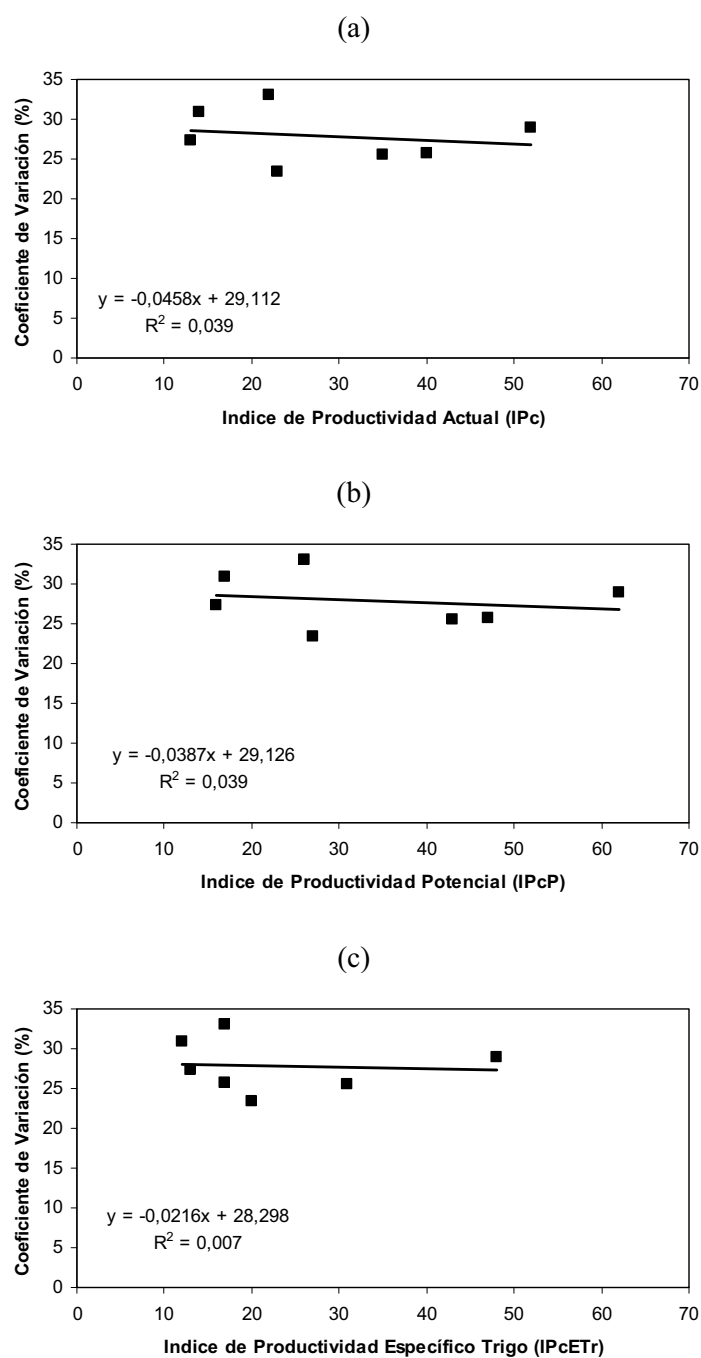 (a)
35
30
25
20
15
10
5
0
Coeficiente de Variación (%)
y = -0,0458x + 29,112
R² = 0,039
0 10 20 30 40 50 60 70
Indice de Productividad Actual (IPc)
(b)
35
30
25
20
15
10
5
0
Coeficiente de Variación (%)
y = -0,0387x + 29,126
R² = 0,039
0 10 20 30 40 50 60 70
Indice de Productividad Potencial (IPcP)
(c)
35
30
25
20
15
10
5
0
Coeficiente de Variación (%)
y = -0,0216x + 28,298
R² = 0,007
0 10 20 30 40 50 60 70
Indice de Productividad Específico Trigo (IPcETr)